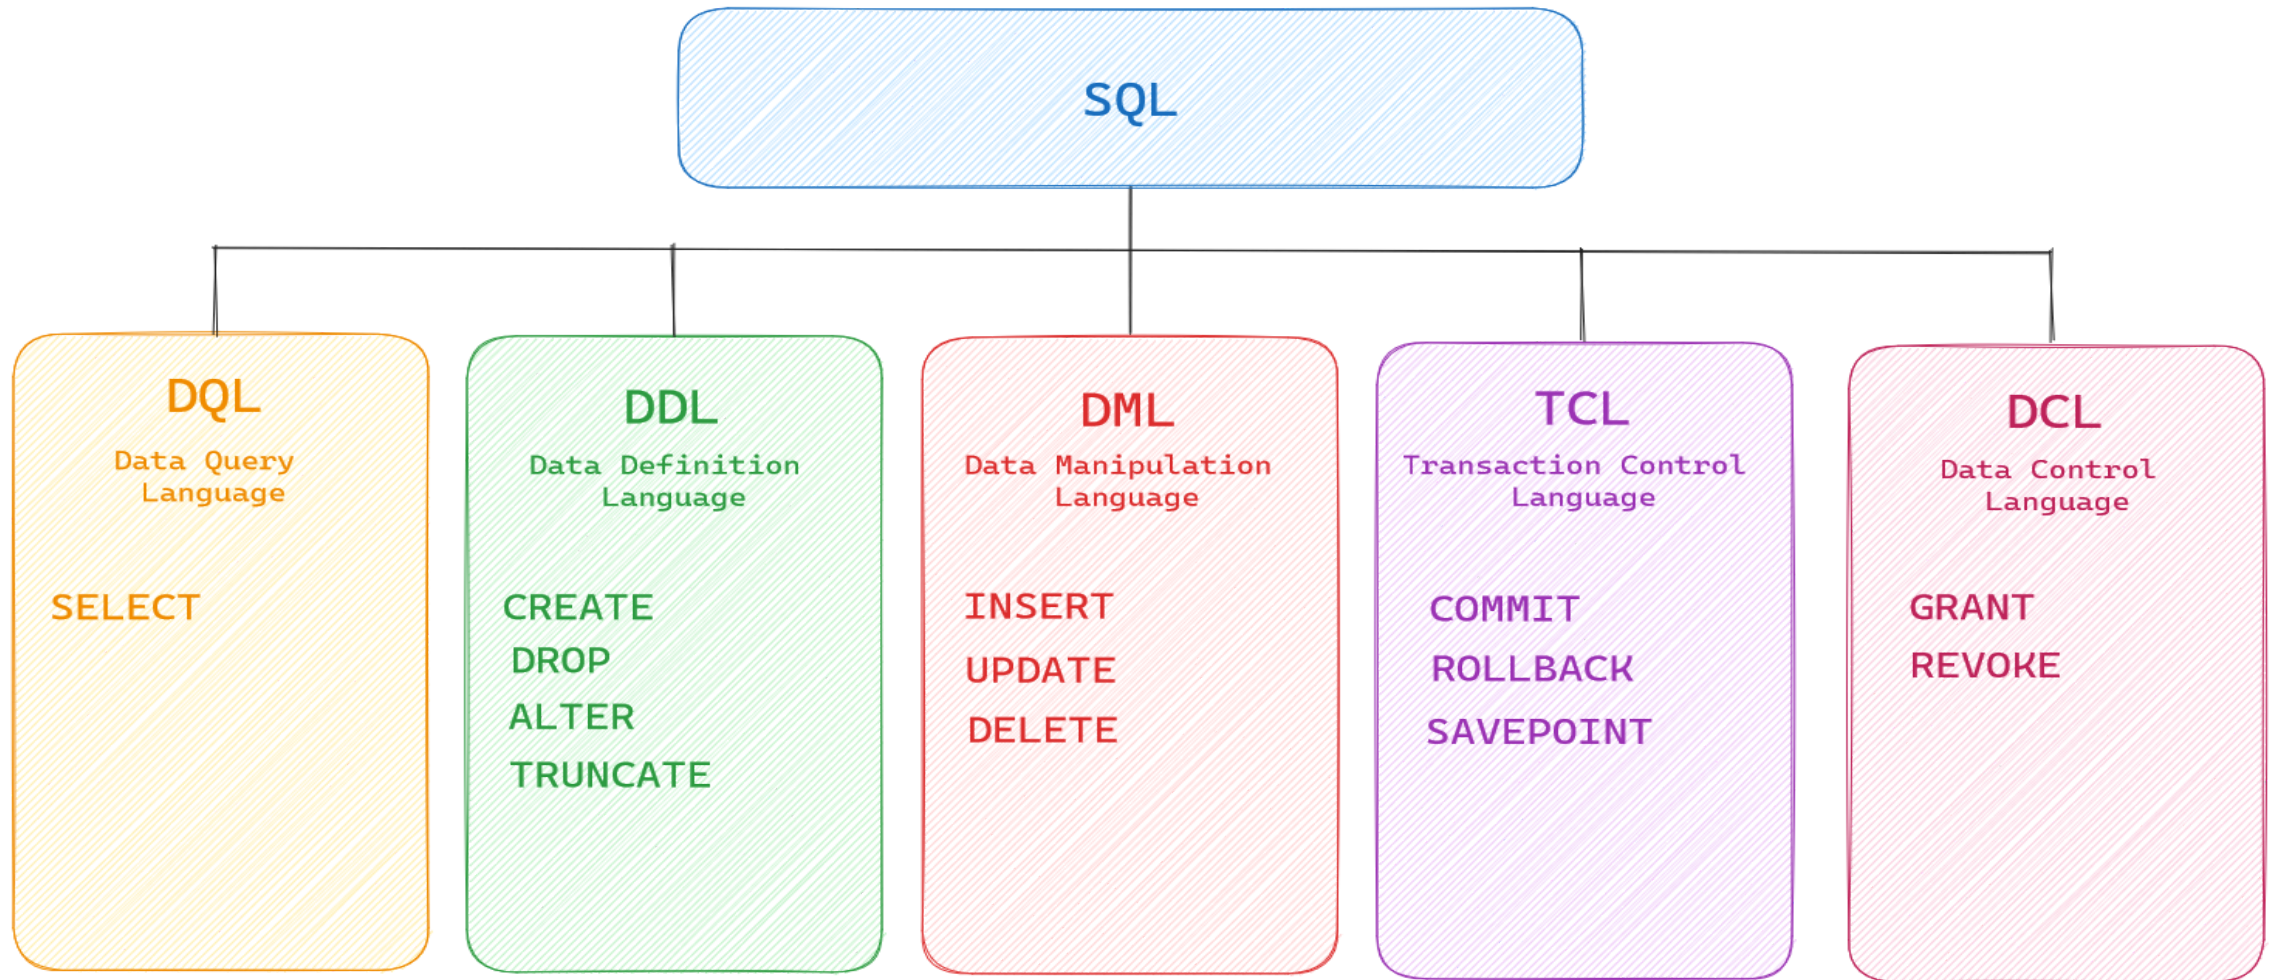 SQL
DQL
Data Query
Language
SELECT
DDL
Data Definition
Language
CREATE
DROP
ALTER
TRUNCATE
DML
Data Manipulation
Language
INSERT
UPDATE
DELETE
TCL
Transaction Control
Language
COMMIT
ROLLBACK
SAVEPOINT
DCL
Data Control
Language
GRANT
REVOKE